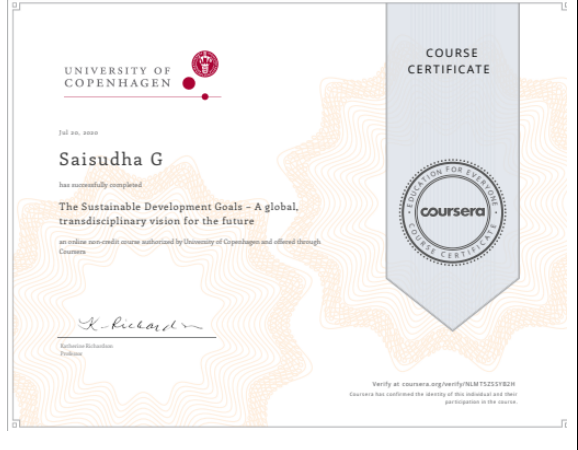 UNIVERSITY OF
COPENHAGEN
COURSE
CERTIFICATE
Jul 20, 2020
Saisudha G
has successfully completed
The Sustainable Development Goals – A global,
transdisciplinary vision for the future
an online non-credit course authorized by University of Copenhagen and offered through
Coursera
EDUCATION FOR EVERYONE
coursera
COURSE CERTIFICATE
K. Richardson
Katherine Richardson
Professor
Verify at coursera.org/verify/NLMT5ZSSYB2H
Coursera has confirmed the identity of this individual and their
participation in the course.